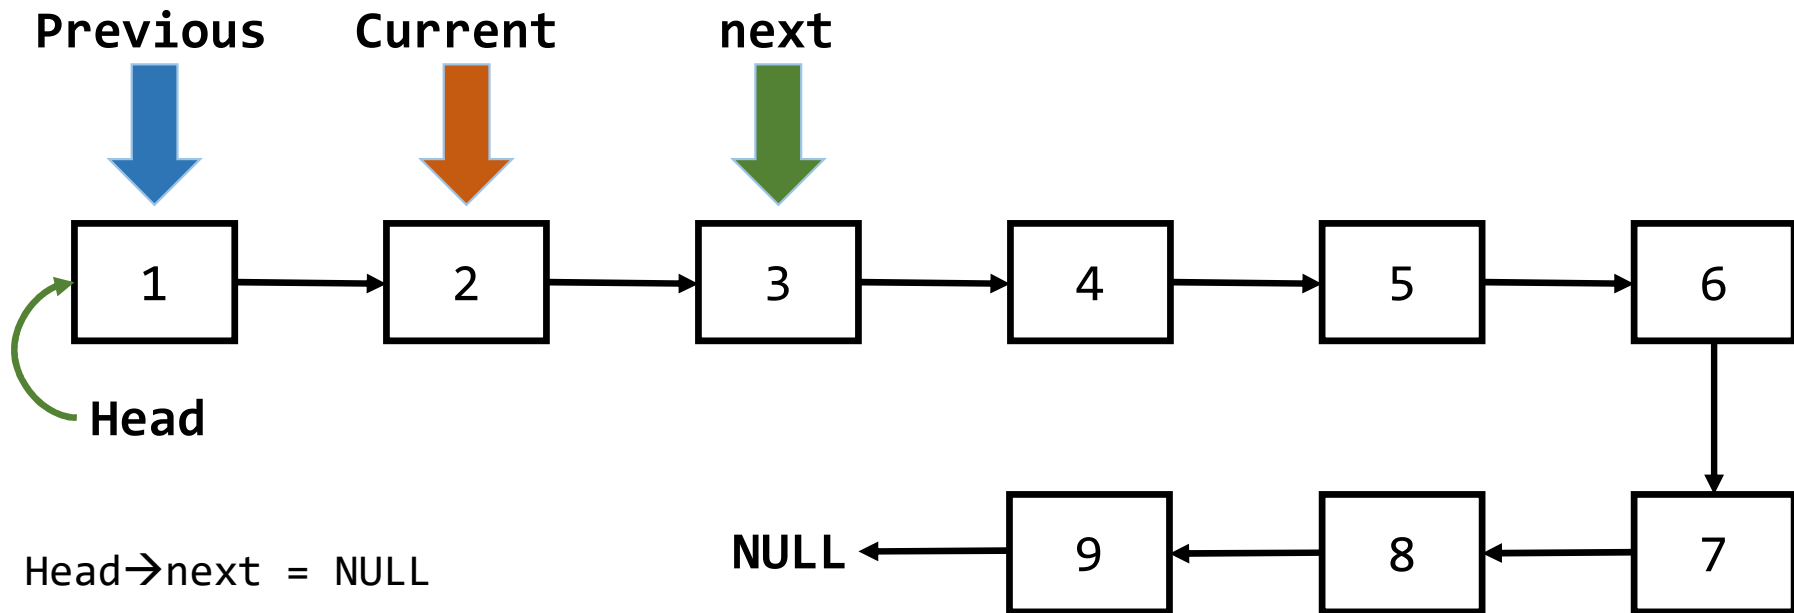 Previous Current next
1 2 3 4 5 6
Head
NULL 9 8 7
Head→next = NULL